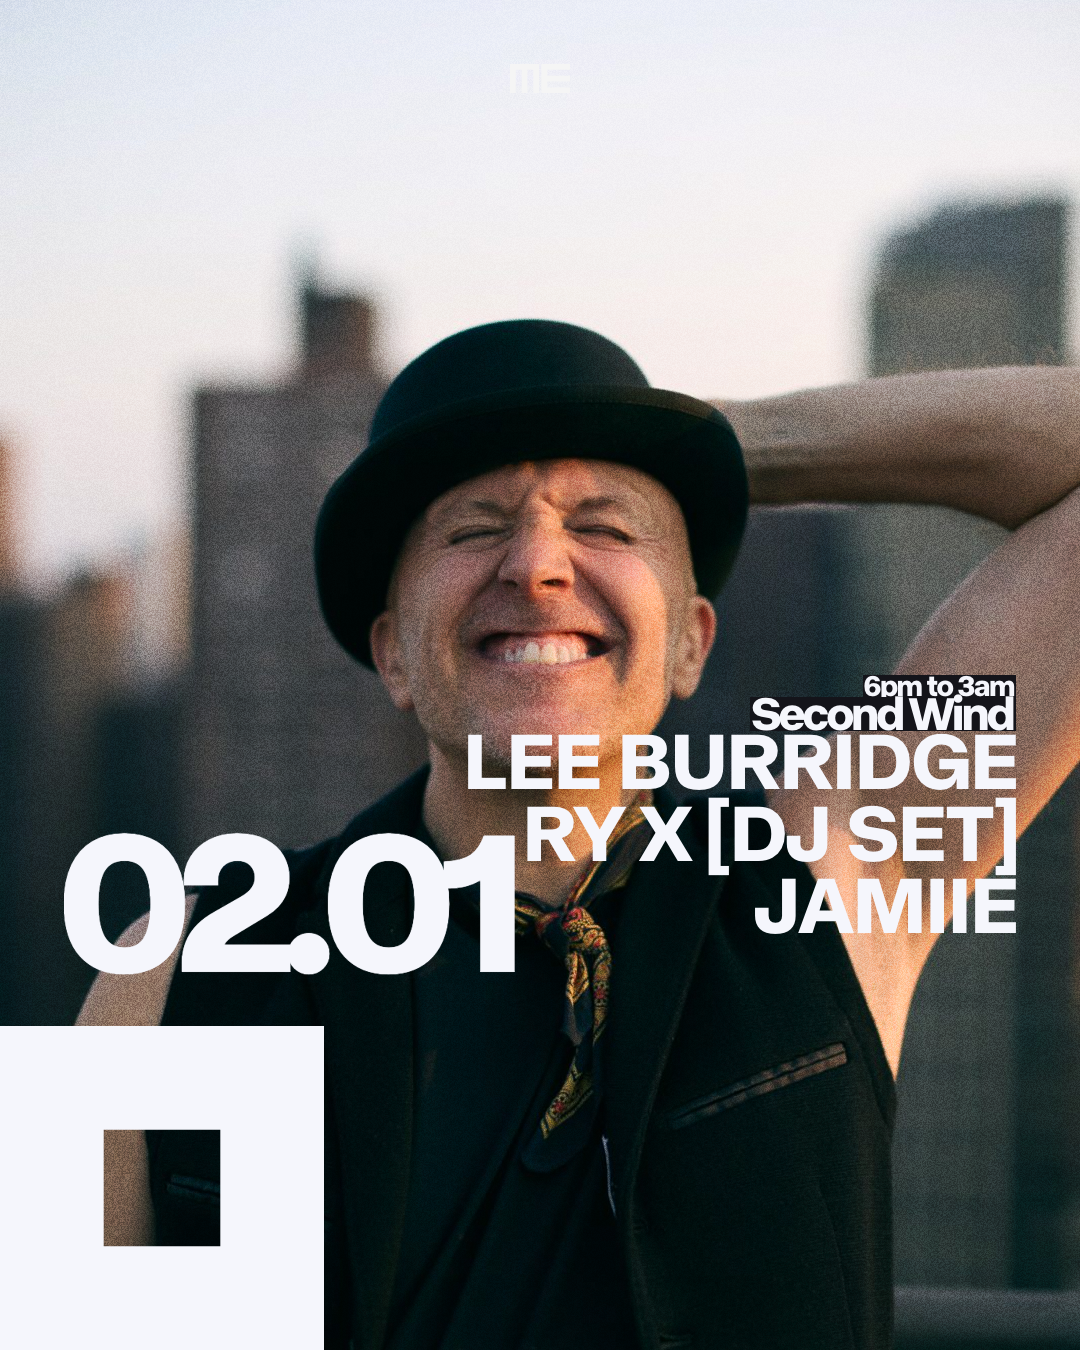 ME
6pm to 3am
Second Wind
LEE BURRIDGE
RY X [DJ SET]
JAMIIE
02.01